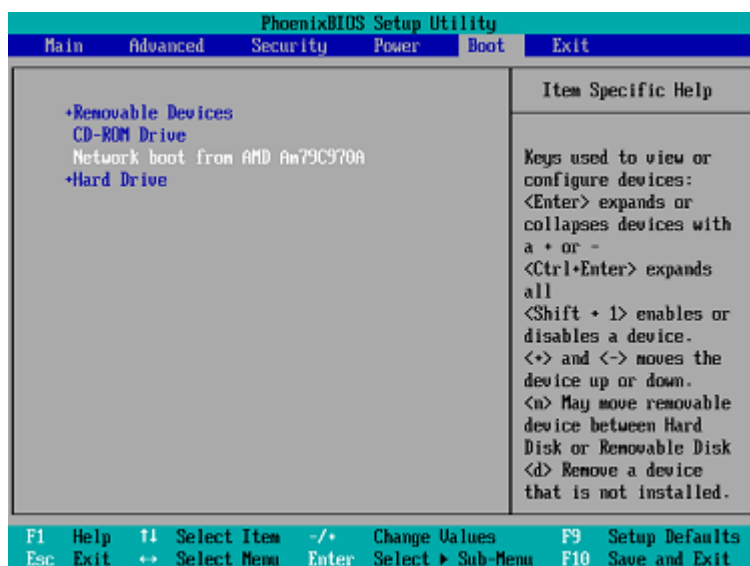 PhoenixBIOS Setup Utility
Main Advanced Security Power Boot Exit
+Removable Devices
CD-ROM Drive
Network boot from AMD Am79C970A
+Hard Drive
Item Specific Help
Keys used to view or
configure devices:
<Enter> expands or
collapses devices with
a + or -
<Ctrl+Enter> expands
all
<Shift + 1> enables or
disables a device.
<+> and <-> moves the
device up or down.
<n> May move removable
device between Hard
Disk or Removable Disk
<d> Remove a device
that is not installed.
F1 Help ↑↓ Select Item -/+ Change Values F9 Setup Defaults
Esc Exit ↔ Select Menu Enter Select ▶ Sub-Menu F10 Save and Exit